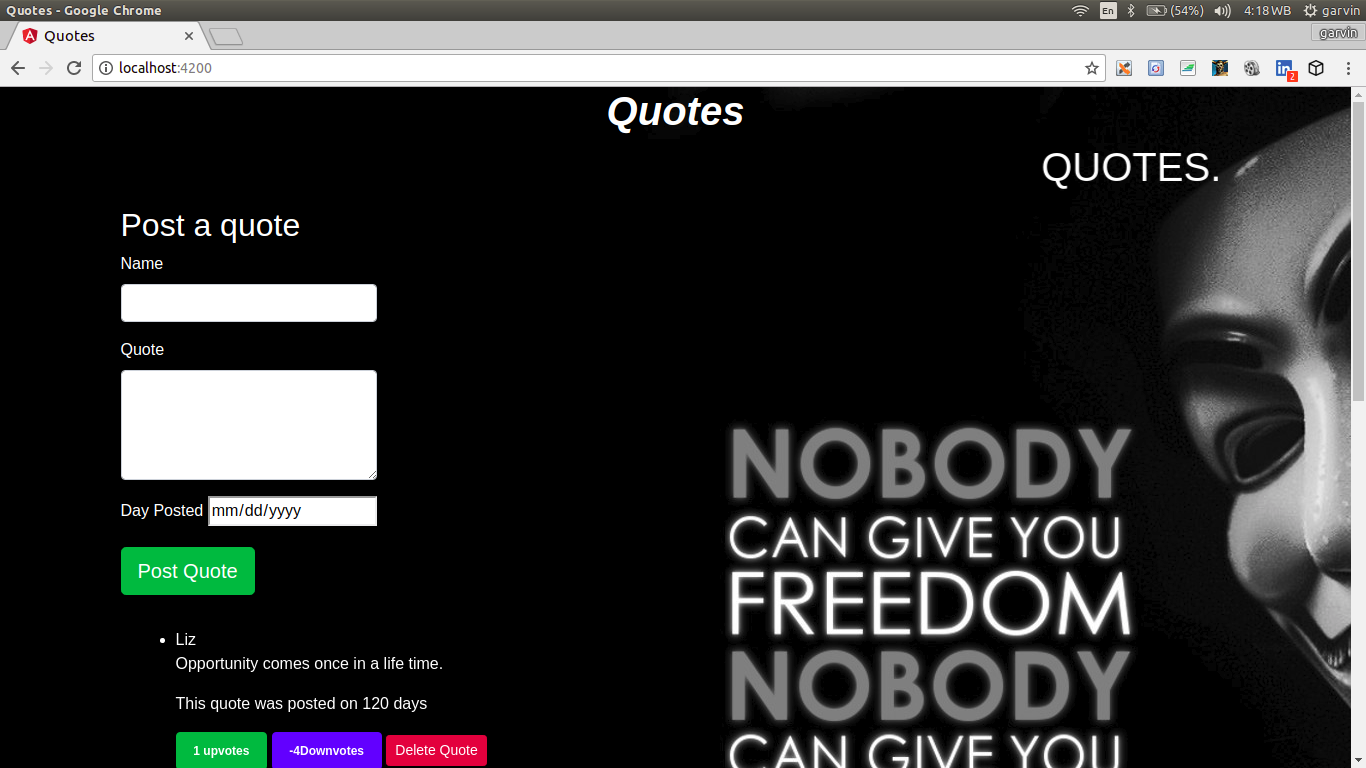 Quotes - Google Chrome
En
(54%)
4:18 WB
garvin
Quotes
garvin
localhost:4200
in
2
Quotes
QUOTES.
Post a quote
Name
Quote
Day Posted mm/dd/yyyy
Post Quote
Liz
Opportunity comes once in a life time.
This quote was posted on 120 days
1 upvotes
-4Downvotes
Delete Quote
NOBODY
CAN GIVE YOU
FREEDOM
NOBODY
CAN GIVE YOU